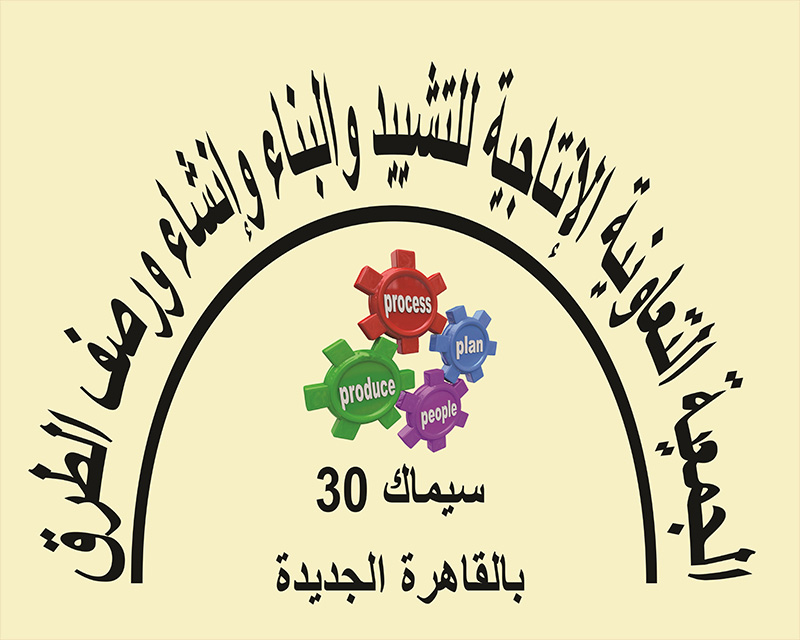 الجمعية التعاونية الإنتاجية للتشييد والبناء وإنشاء ورصف الطرق
process
plan
produce
people
سيماك 30
بالقاهرة الجديدة